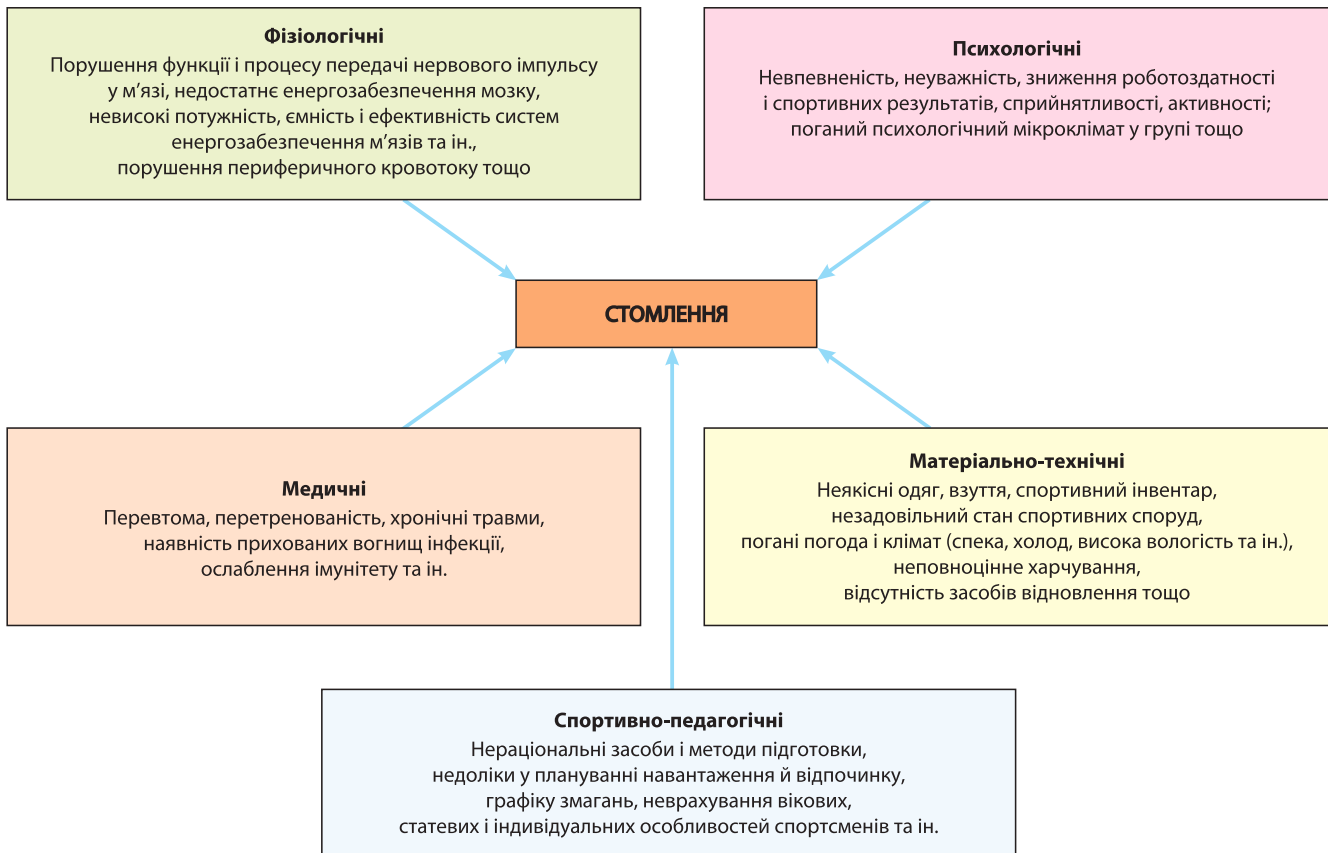 Фізіологічні
Порушення функції і процесу передачі нервового імпульсу
у м’язі, недостатнє енергозабезпечення мозку,
невисокі потужність, ємність і ефективність систем
енергозабезпечення м’язів та ін.,
порушення периферичного кровотоку тощо
Психологічні
Невпевненість, неуважність, зниження роботоздатності
і спортивних результатів, сприйнятливості, активності;
поганий психологічний мікроклімат у групі тощо
СТОМЛЕННЯ
Медичні
Перевтома, перетренованість, хронічні травми,
наявність прихованих вогнищ інфекції,
ослаблення імунітету та ін.
Матеріально-технічні
Неякісні одяг, взуття, спортивний інвентар,
незадовільний стан спортивних споруд,
погані погода і клімат (спека, холод, висока вологість та ін.),
неповноцінне харчування,
відсутність засобів відновлення тощо
Спортивно-педагогічні
Нераціональні засоби і методи підготовки,
недоліки у плануванні навантаження й відпочинку,
графіку змагань, неврахування вікових,
статевих і індивідуальних особливостей спортсменів та ін.